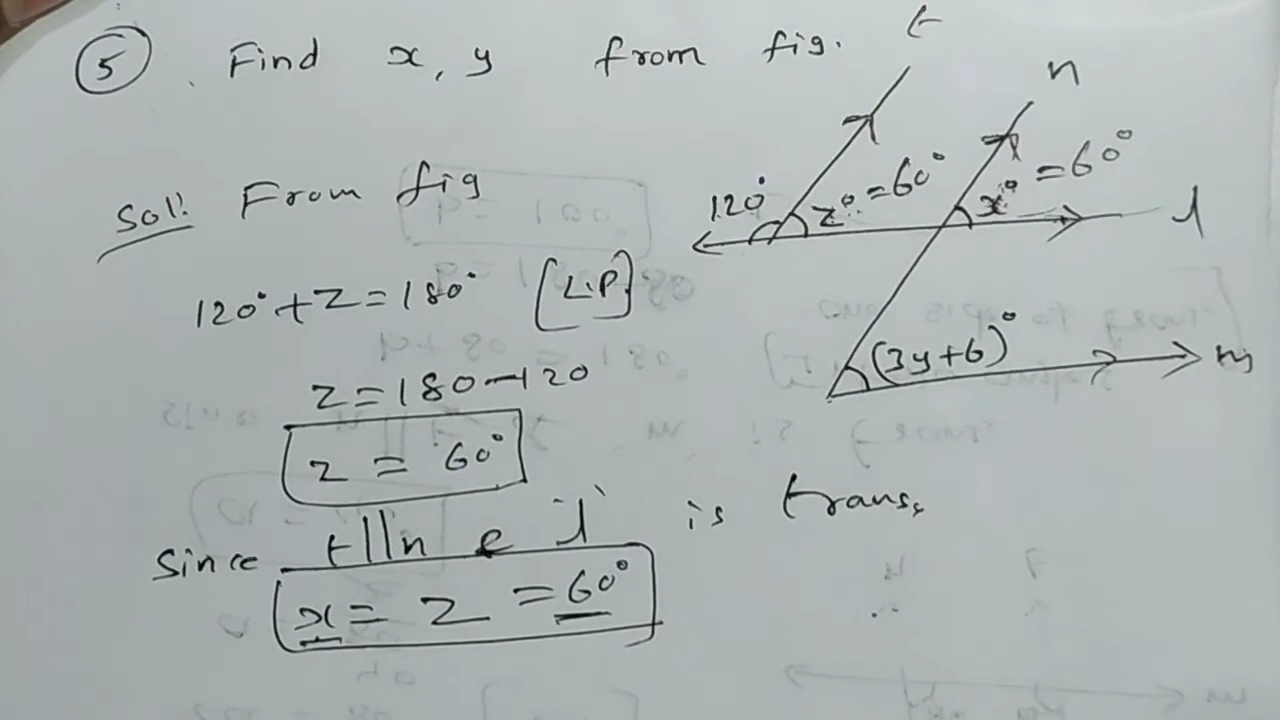 5 Find x, y from fig.
t
n
Sol: From fig
120° z° = 60° x° = 60°
l
120° + z = 180° [L.P]
(3y+6)° m
z = 180 - 120
z = 60°
Since t || n & l is trans,
x = z = 60°